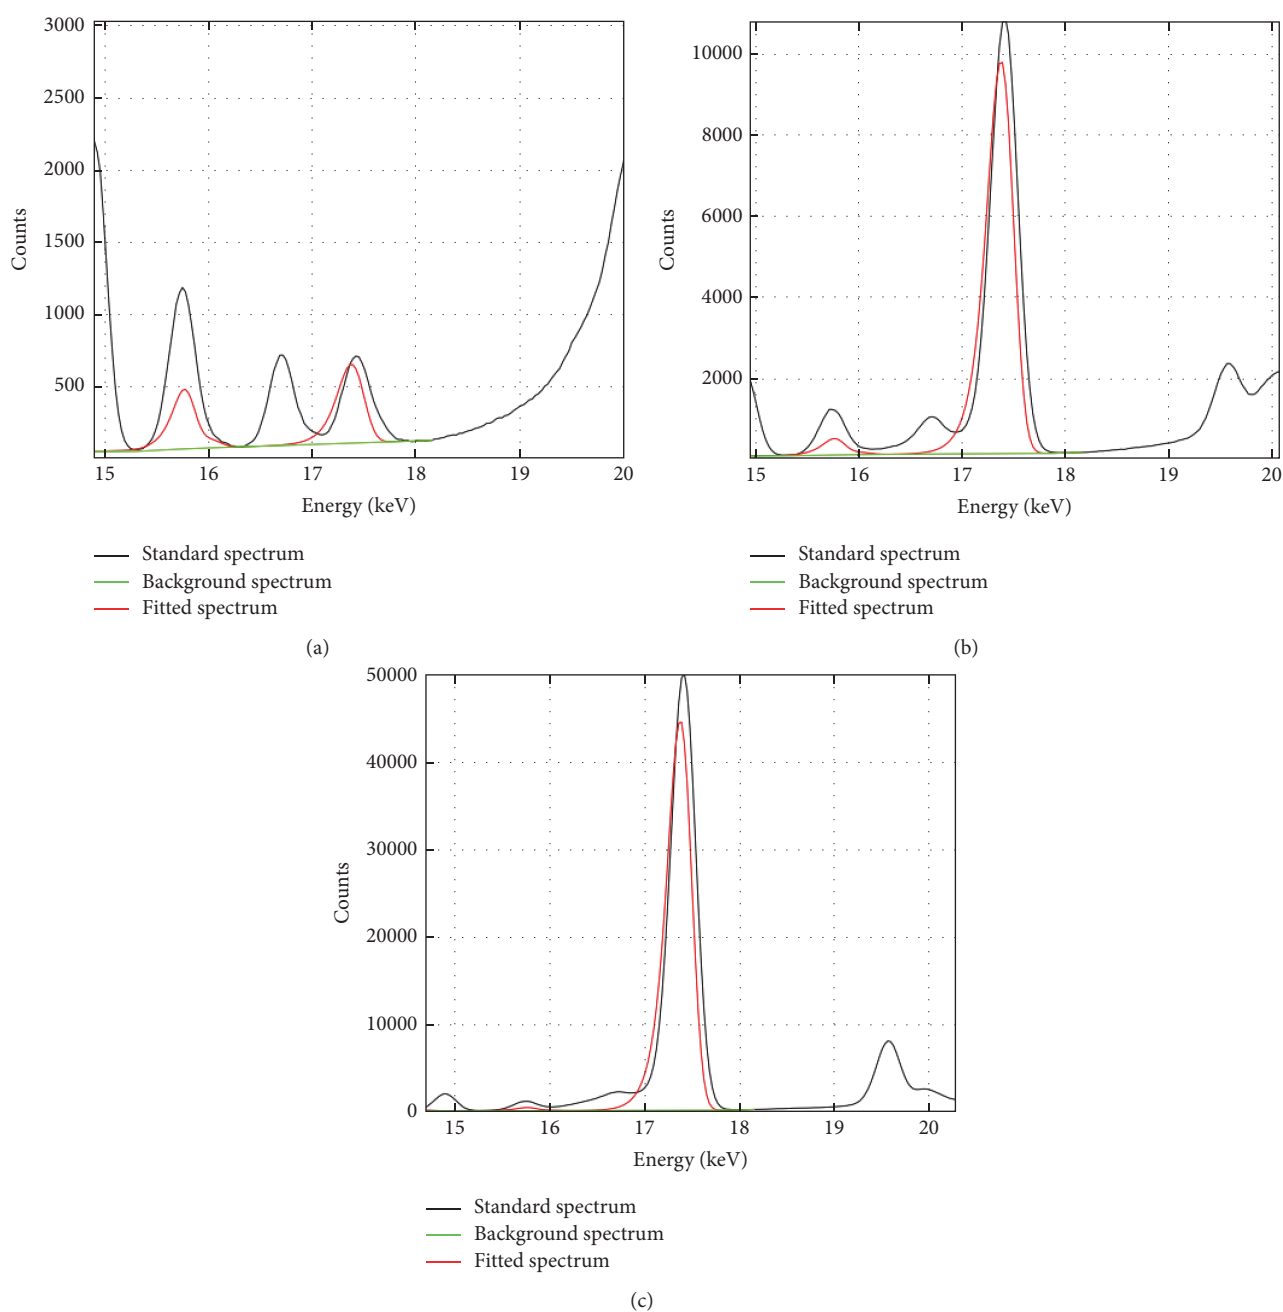 3000
2500
2000
1500
1000
500
Counts
15 16 17 18 19 20
Energy (keV)
Standard spectrum
Background spectrum
Fitted spectrum
(a)
10000
8000
6000
4000
2000
Counts
15 16 17 18 19 20
Energy (keV)
Standard spectrum
Background spectrum
Fitted spectrum
(b)
50000
40000
30000
20000
10000
0
Counts
15 16 17 18 19 20
Energy (keV)
Standard spectrum
Background spectrum
Fitted spectrum
(c)